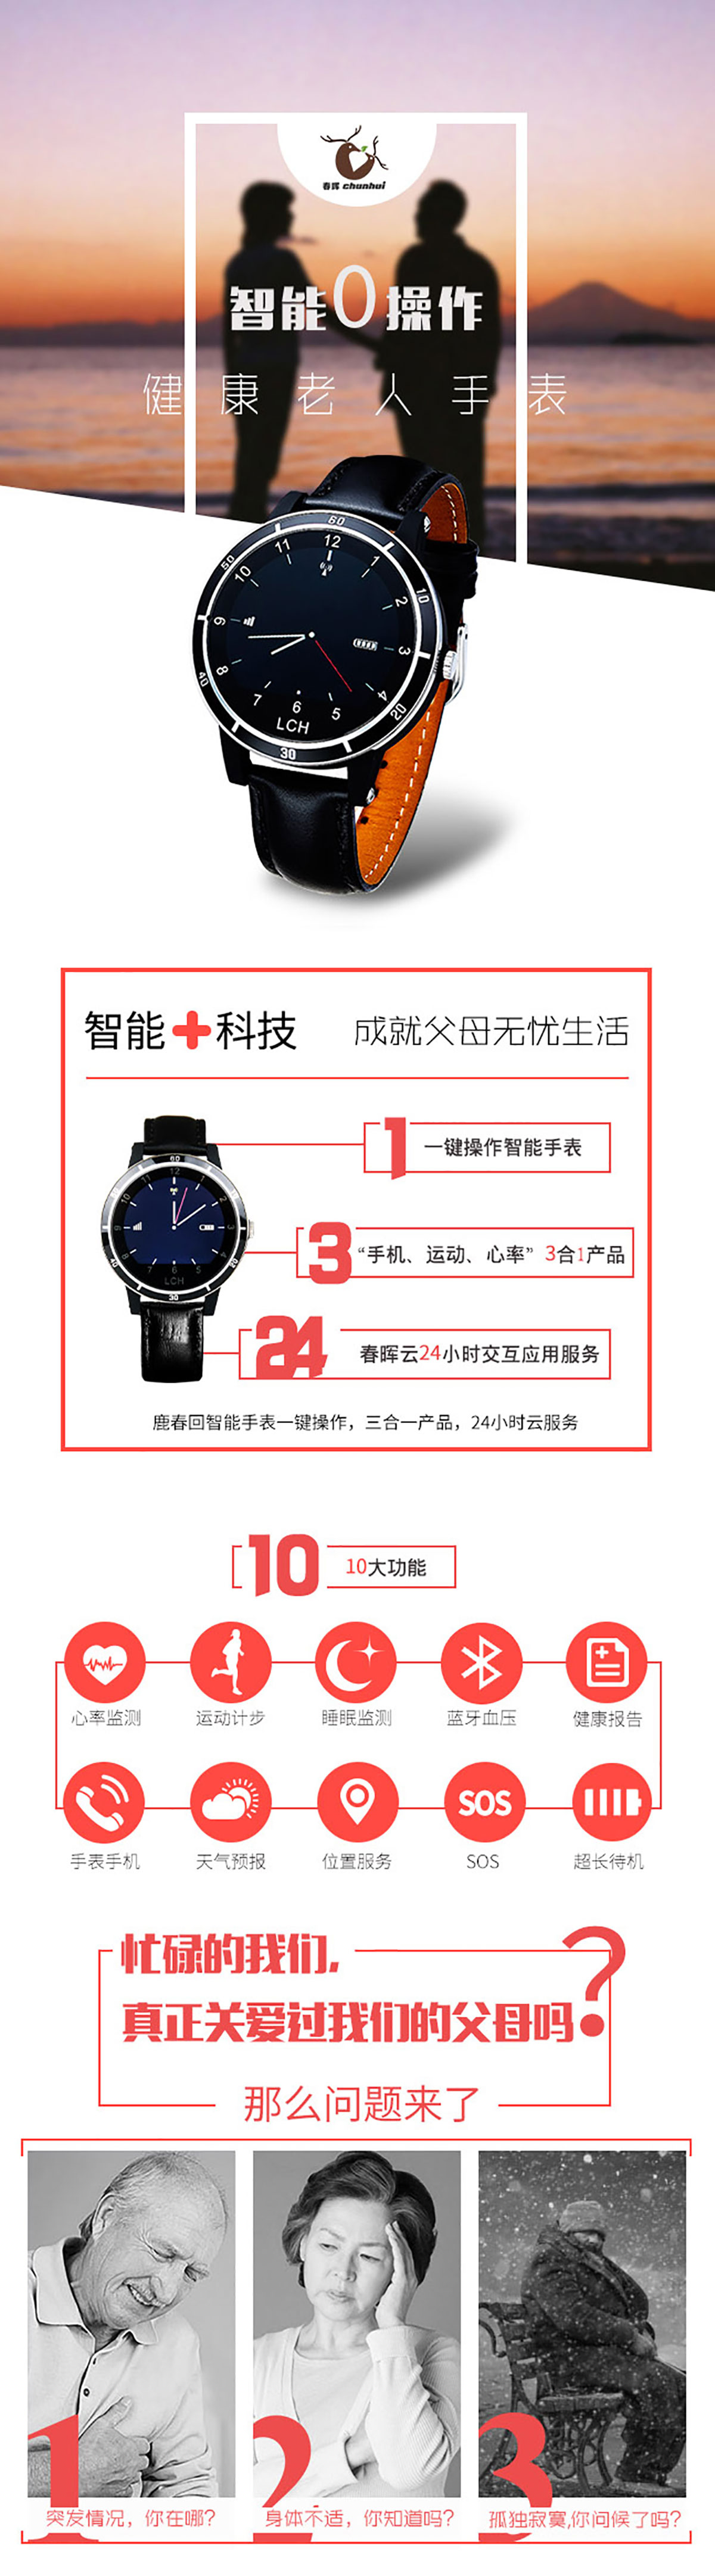 春晖 chunhui
智能0操作
健康老人手表
60
12
11
1
50
10
2
10
9
3
8
4
40
20
7
6
5
LCH
30
智能+科技
成就父母无忧生活
1 一键操作智能手表
3 “手机、运动、心率” 3合1产品
24 春晖云24小时交互应用服务
60
12
LCH
30
鹿春回智能手表一键操作，三合一产品，24小时云服务
10 10大功能
心率监测 运动计步 睡眠监测 蓝牙血压 健康报告
SOS
手表手机 天气预报 位置服务 SOS 超长待机
忙碌的我们,
真正关爱过我们的父母吗?
那么问题来了
1 突发情况，你在哪?
2 身体不适，你知道吗?
3 孤独寂寞,你问候了吗?